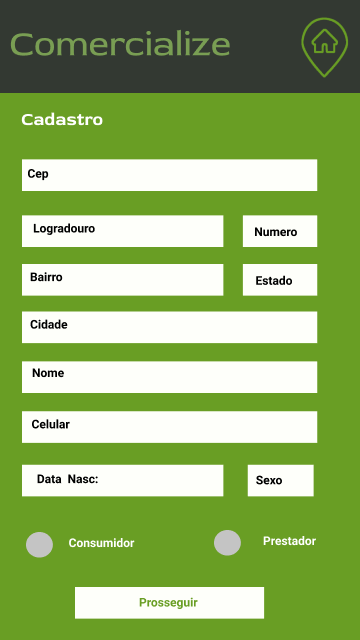 Comercialize
Cadastro
Cep
Logradouro Numero
Bairro Estado
Cidade
Nome
Celular
Data Nasc: Sexo
Consumidor Prestador
Prosseguir